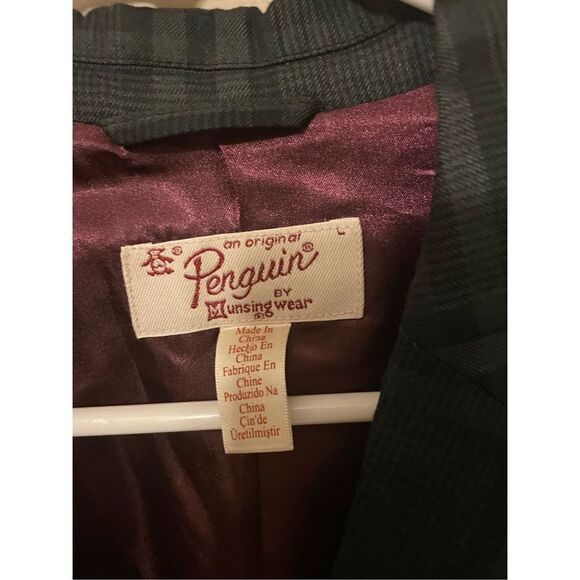 L
an original®
Penguin®
BY
Munsingwear®
Made In
China
Hecho En
China
Fabrique En
Chine
Produzido Na
China
Çin'de
Üretilmiştir